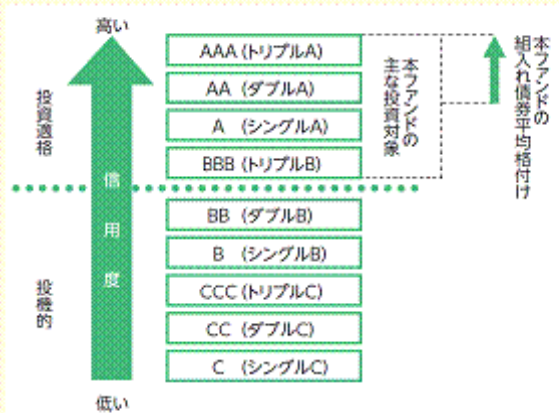 高い
AAA (トリプルA)
AA (ダブルA)
A (シングルA)
BBB (トリプルB)
BB (ダブルB)
B (シングルB)
CCC (トリプルC)
CC (ダブルC)
C (シングルC)
低い
信用度
投資適格
投機的
本ファンドの
主な投資対象
本ファンドの
組入れ債券平均格付け